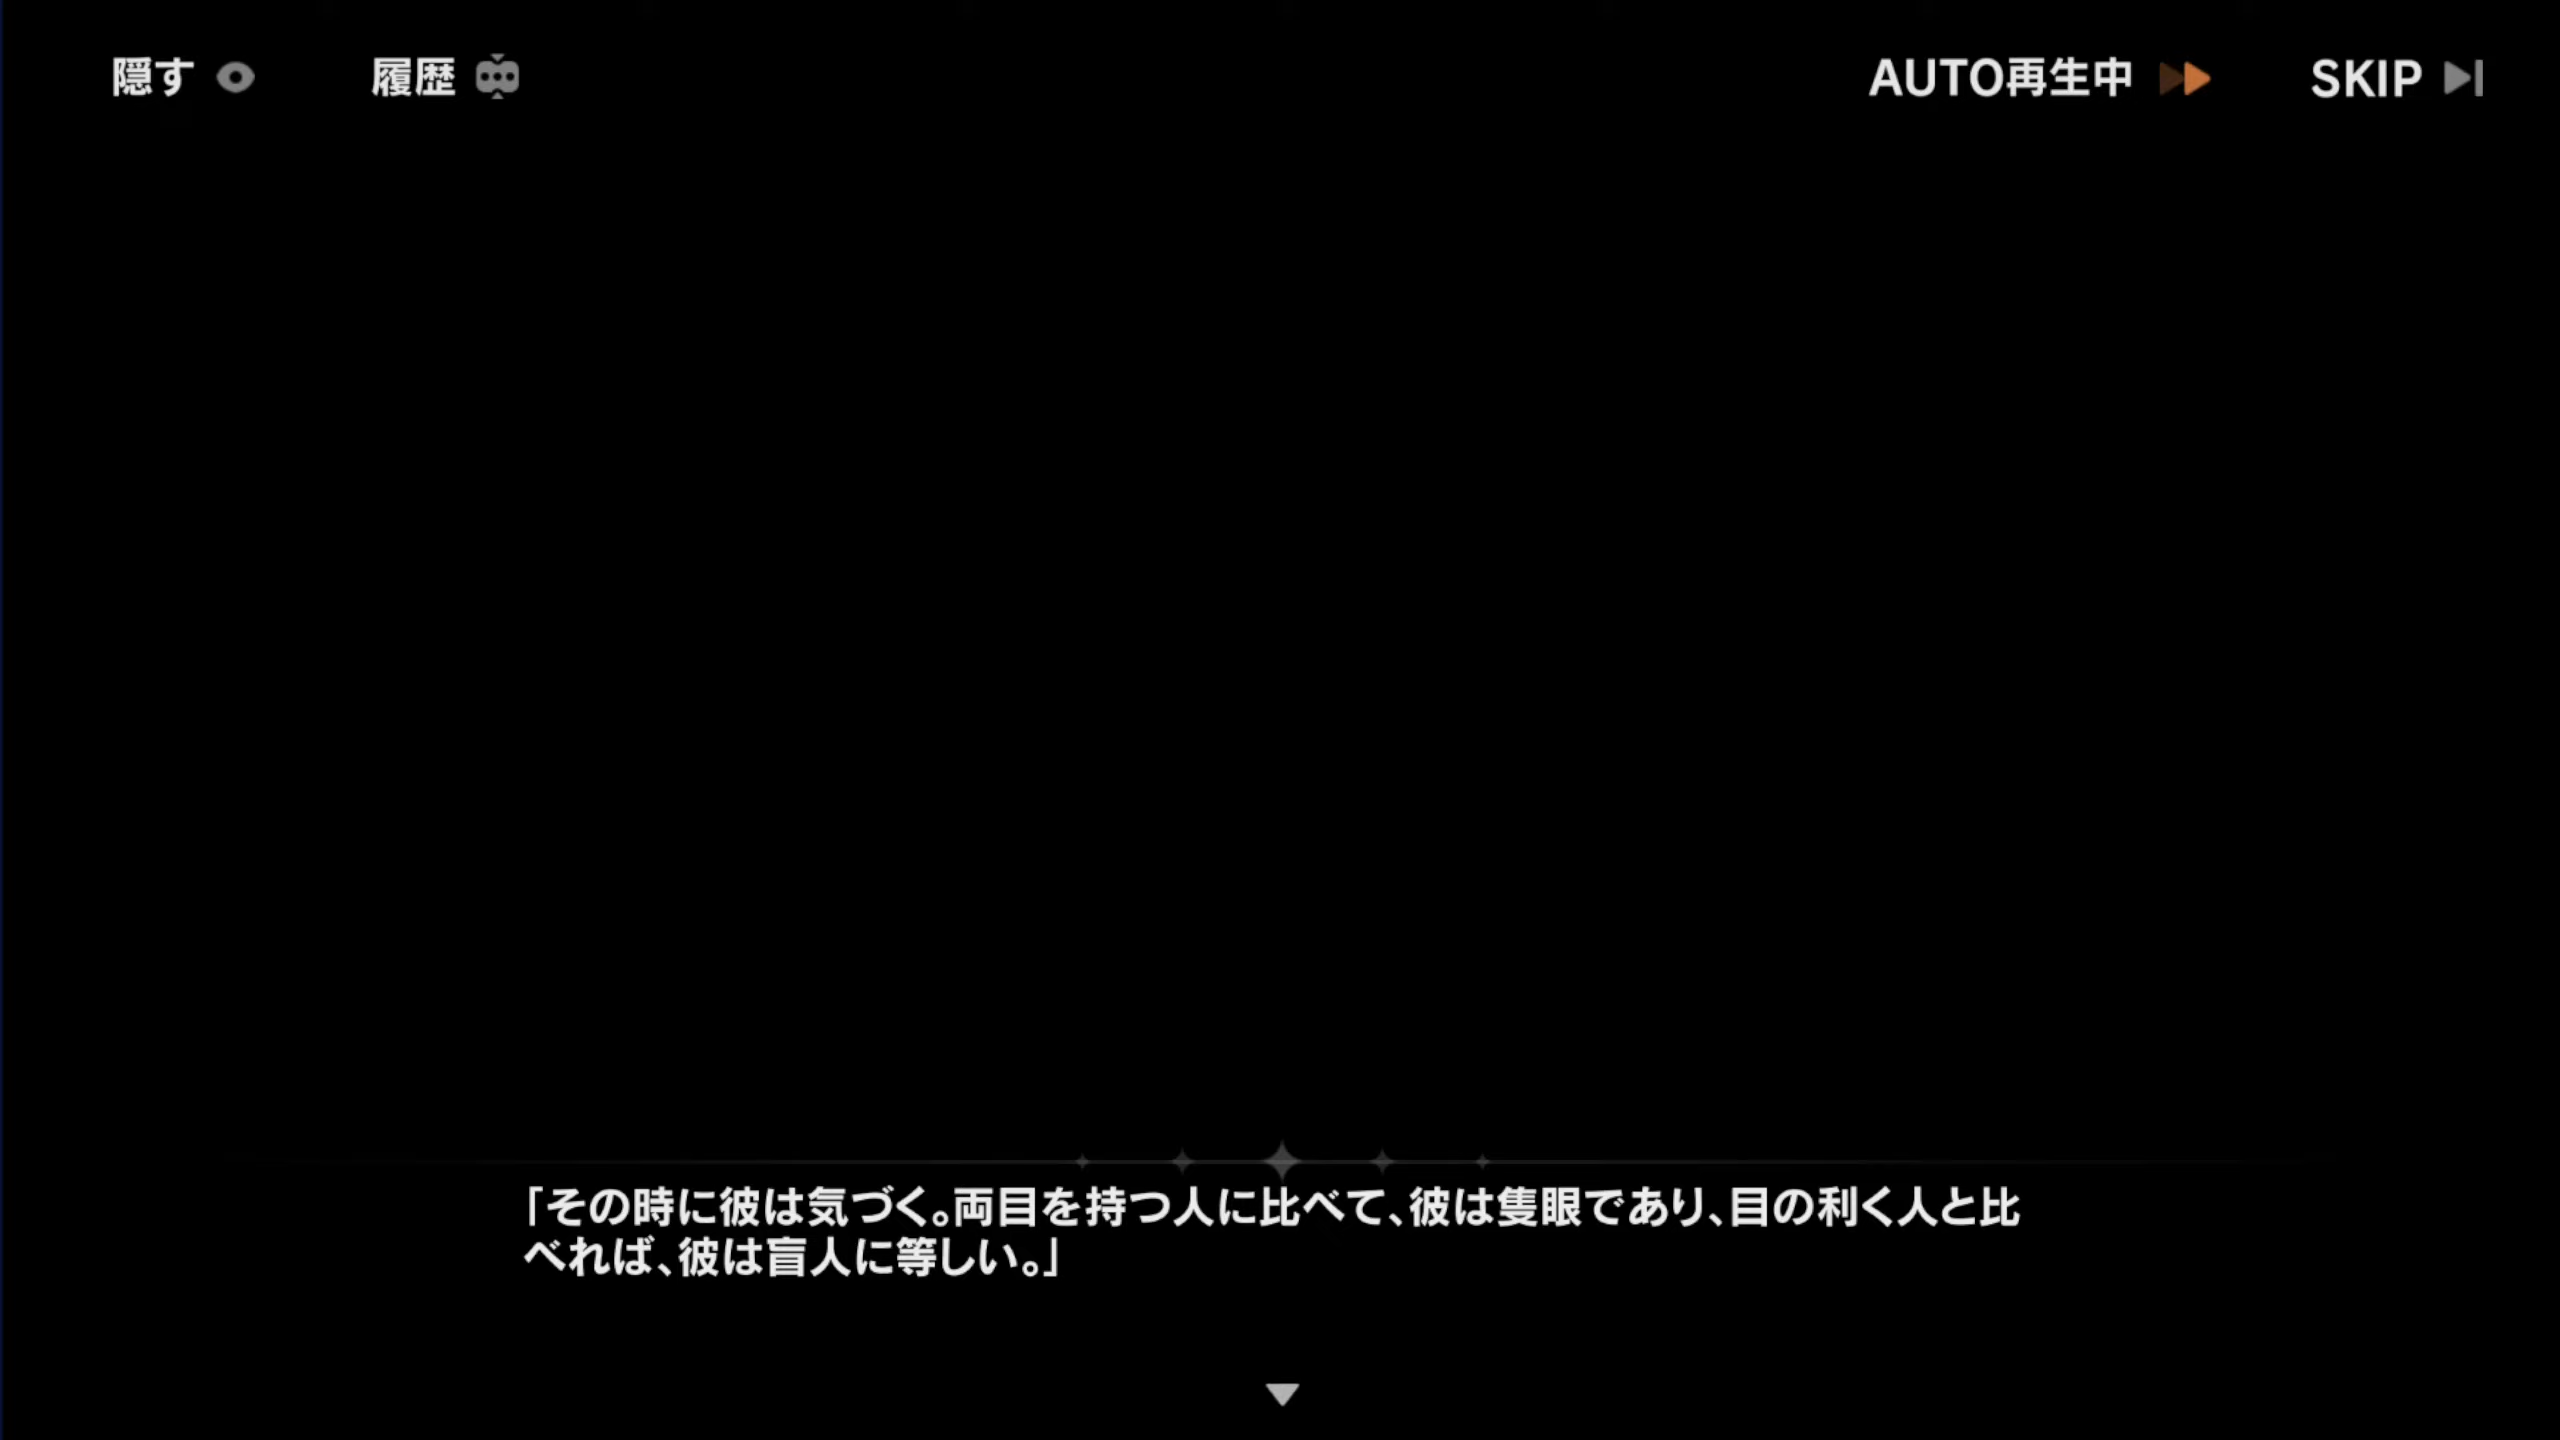 隠す
履歴
AUTO再生中
SKIP
「その時に彼は気づく。両目を持つ人に比べて、彼は隻眼であり、目の利く人と比
べれば、彼は盲人に等しい。」